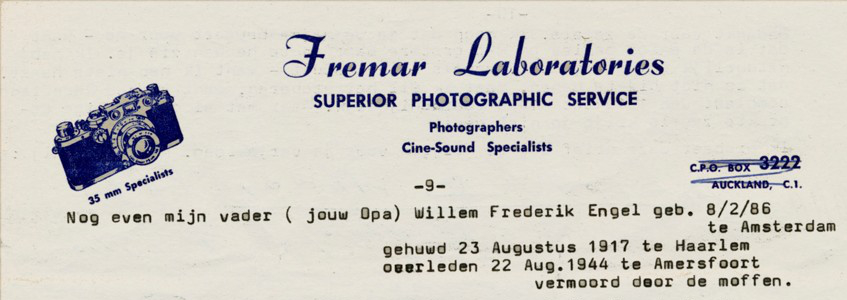 Fremar Laboratories
SUPERIOR PHOTOGRAPHIC SERVICE
Photographers
Cine-Sound Specialists
35 mm Specialists
C.P.O. BOX 3222
AUCKLAND, C.1.
-9-
Nog even mijn vader ( jouw Opa) Willem Frederik Engel geb. 8/2/86
te Amsterdam
gehuwd 23 Augustus 1917 te Haarlem
oeerleden 22 Aug.1944 te Amersfoort
vermoord deor de moffen.